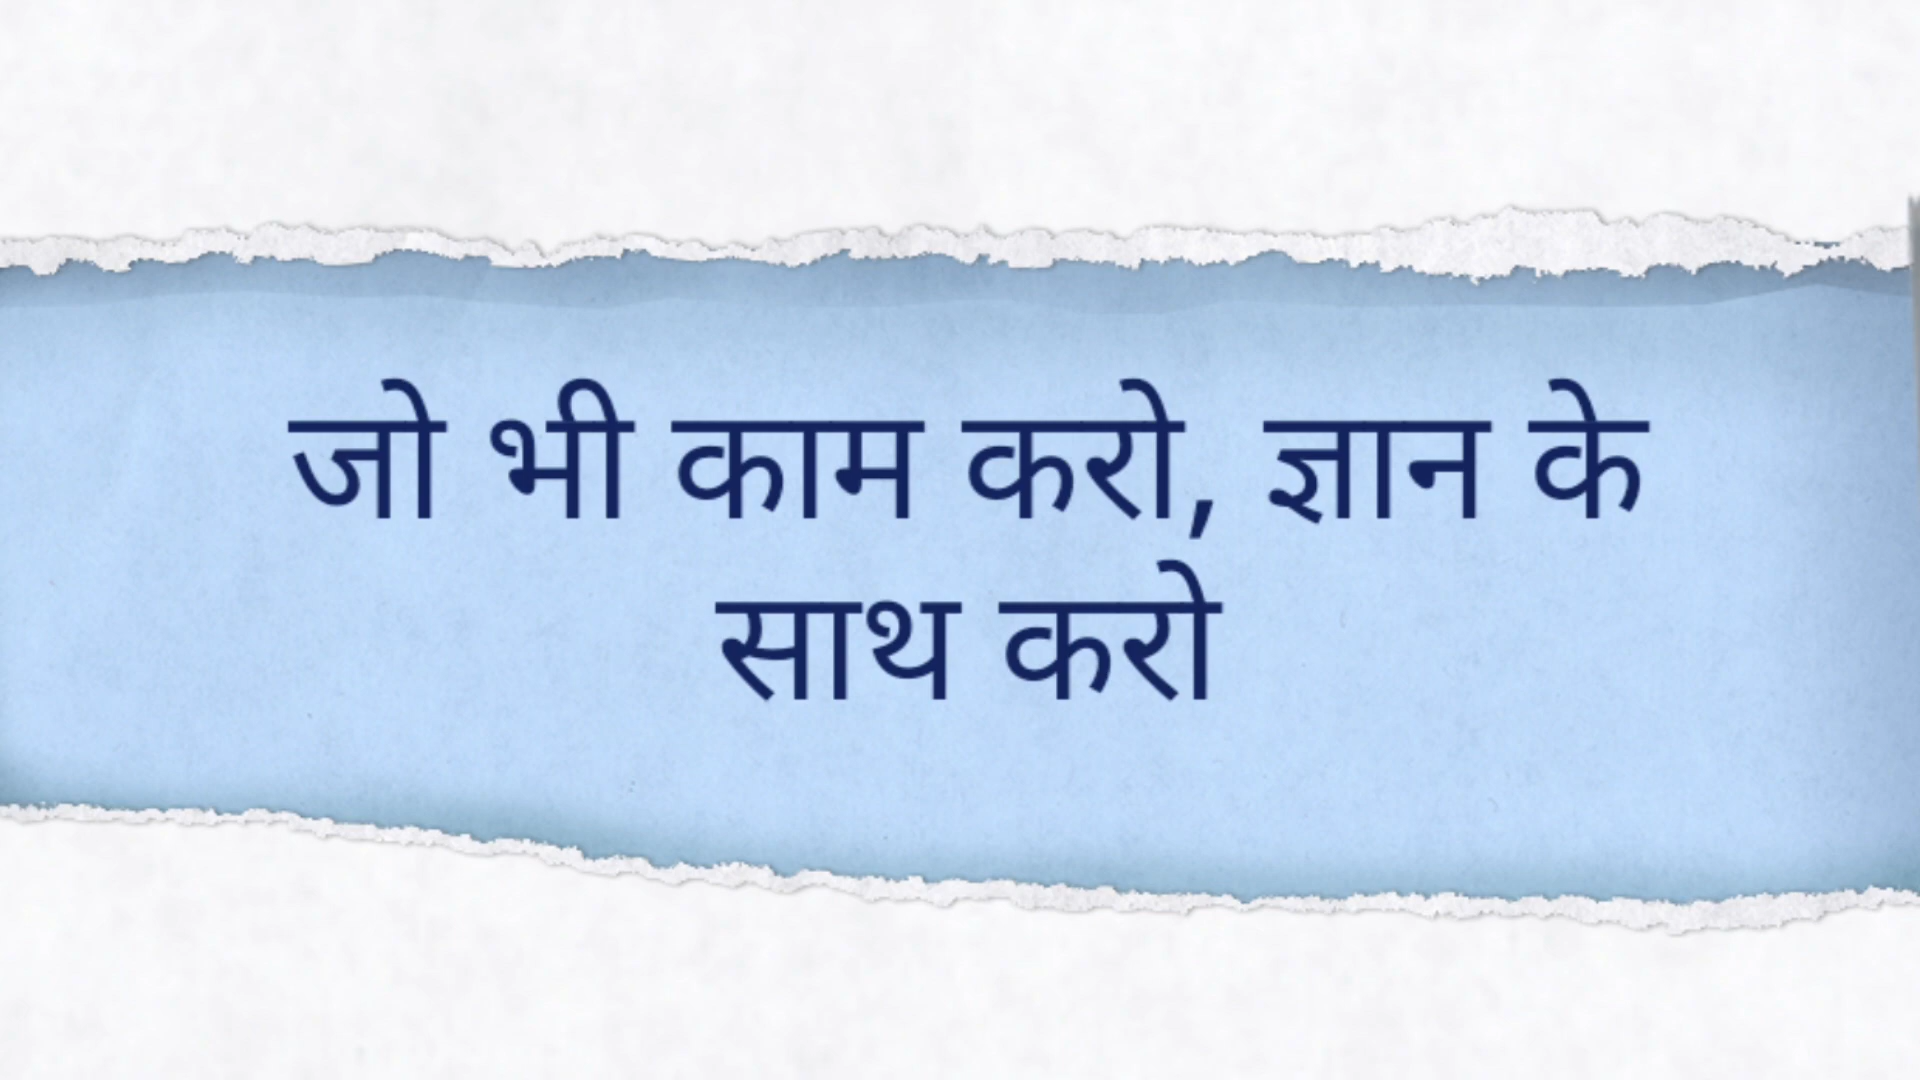 जो भी काम करो, ज्ञान के
साथ करो